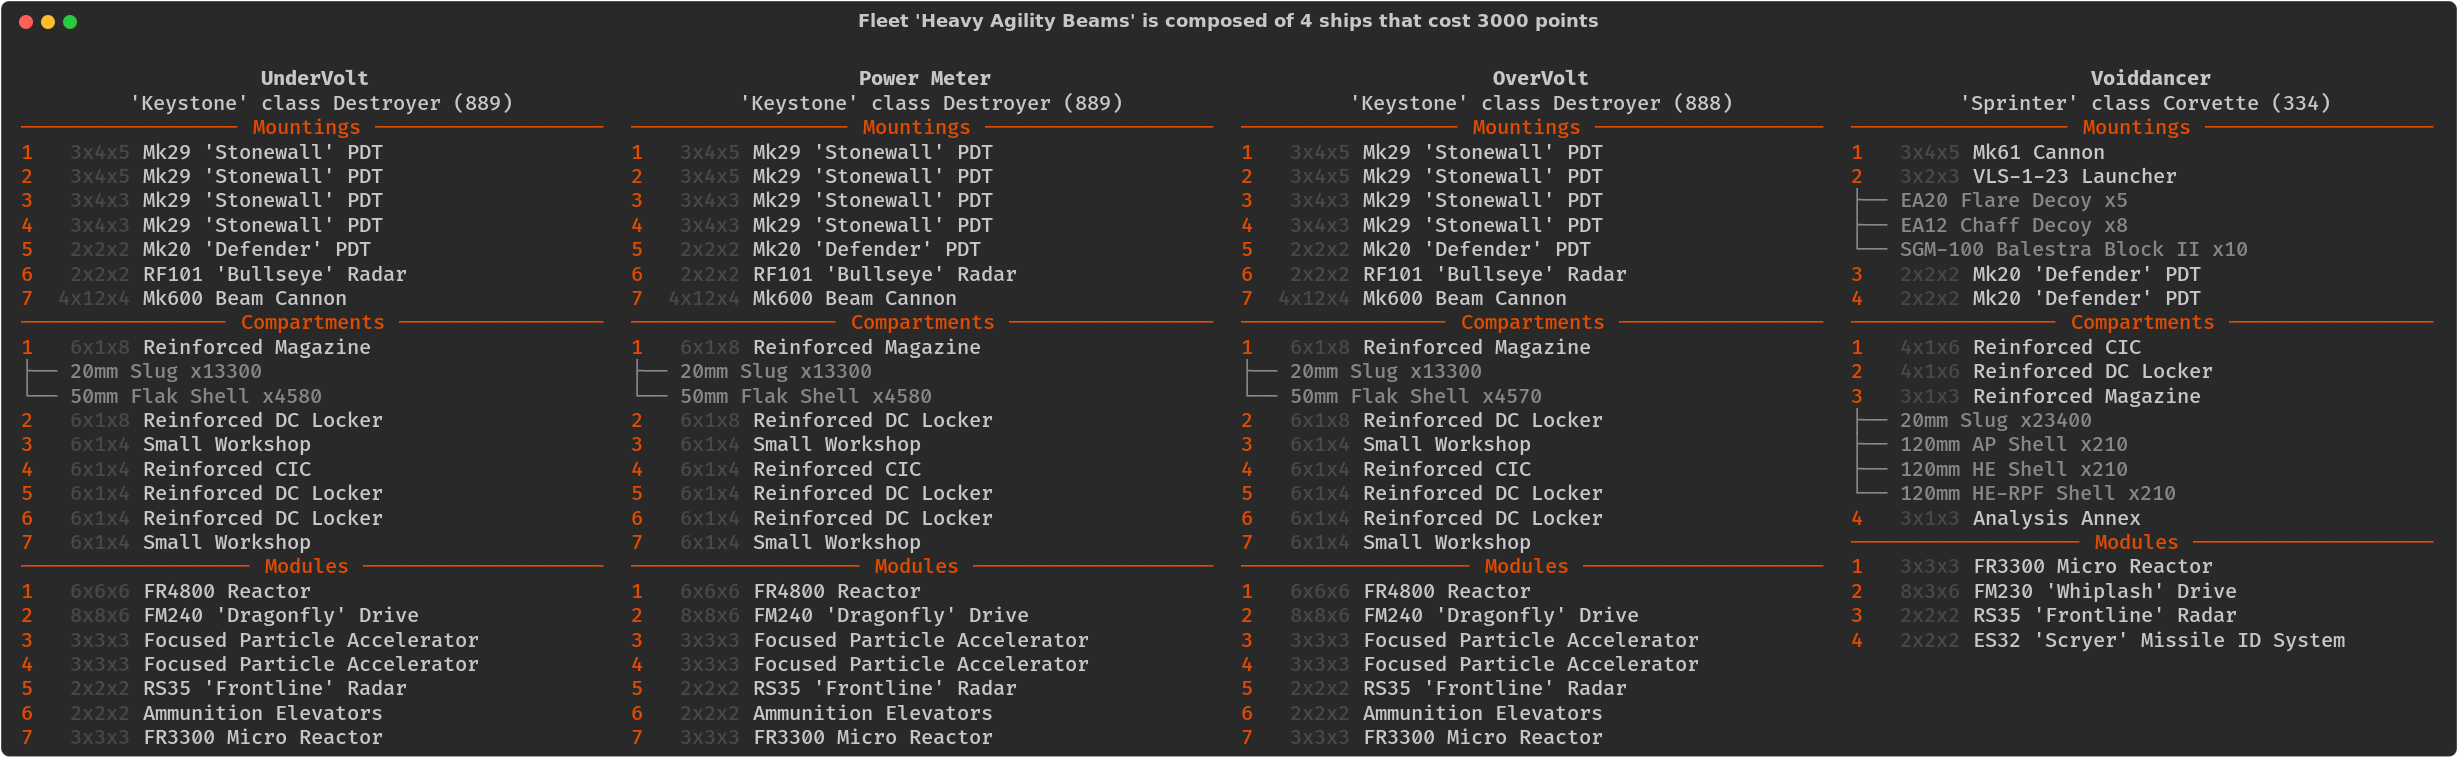 Fleet 'Heavy Agility Beams' is composed of 4 ships that cost 3000 points
UnderVolt
'Keystone' class Destroyer (889)
Mountings
1 3x4x5 Mk29 'Stonewall' PDT
2 3x4x5 Mk29 'Stonewall' PDT
3 3x4x3 Mk29 'Stonewall' PDT
4 3x4x3 Mk29 'Stonewall' PDT
5 2x2x2 Mk20 'Defender' PDT
6 2x2x2 RF101 'Bullseye' Radar
7 4x12x4 Mk600 Beam Cannon
Compartments
1 6x1x8 Reinforced Magazine
├── 20mm Slug x13300
└── 50mm Flak Shell x4580
2 6x1x8 Reinforced DC Locker
3 6x1x4 Small Workshop
4 6x1x4 Reinforced CIC
5 6x1x4 Reinforced DC Locker
6 6x1x4 Reinforced DC Locker
7 6x1x4 Small Workshop
Modules
1 6x6x6 FR4800 Reactor
2 8x8x6 FM240 'Dragonfly' Drive
3 3x3x3 Focused Particle Accelerator
4 3x3x3 Focused Particle Accelerator
5 2x2x2 RS35 'Frontline' Radar
6 2x2x2 Ammunition Elevators
7 3x3x3 FR3300 Micro Reactor
Power Meter
'Keystone' class Destroyer (889)
Mountings
1 3x4x5 Mk29 'Stonewall' PDT
2 3x4x5 Mk29 'Stonewall' PDT
3 3x4x3 Mk29 'Stonewall' PDT
4 3x4x3 Mk29 'Stonewall' PDT
5 2x2x2 Mk20 'Defender' PDT
6 2x2x2 RF101 'Bullseye' Radar
7 4x12x4 Mk600 Beam Cannon
Compartments
1 6x1x8 Reinforced Magazine
├── 20mm Slug x13300
└── 50mm Flak Shell x4580
2 6x1x8 Reinforced DC Locker
3 6x1x4 Small Workshop
4 6x1x4 Reinforced CIC
5 6x1x4 Reinforced DC Locker
6 6x1x4 Reinforced DC Locker
7 6x1x4 Small Workshop
Modules
1 6x6x6 FR4800 Reactor
2 8x8x6 FM240 'Dragonfly' Drive
3 3x3x3 Focused Particle Accelerator
4 3x3x3 Focused Particle Accelerator
5 2x2x2 RS35 'Frontline' Radar
6 2x2x2 Ammunition Elevators
7 3x3x3 FR3300 Micro Reactor
OverVolt
'Keystone' class Destroyer (888)
Mountings
1 3x4x5 Mk29 'Stonewall' PDT
2 3x4x5 Mk29 'Stonewall' PDT
3 3x4x3 Mk29 'Stonewall' PDT
4 3x4x3 Mk29 'Stonewall' PDT
5 2x2x2 Mk20 'Defender' PDT
6 2x2x2 RF101 'Bullseye' Radar
7 4x12x4 Mk600 Beam Cannon
Compartments
1 6x1x8 Reinforced Magazine
├── 20mm Slug x13300
└── 50mm Flak Shell x4570
2 6x1x8 Reinforced DC Locker
3 6x1x4 Small Workshop
4 6x1x4 Reinforced CIC
5 6x1x4 Reinforced DC Locker
6 6x1x4 Reinforced DC Locker
7 6x1x4 Small Workshop
Modules
1 6x6x6 FR4800 Reactor
2 8x8x6 FM240 'Dragonfly' Drive
3 3x3x3 Focused Particle Accelerator
4 3x3x3 Focused Particle Accelerator
5 2x2x2 RS35 'Frontline' Radar
6 2x2x2 Ammunition Elevators
7 3x3x3 FR3300 Micro Reactor
Voiddancer
'Sprinter' class Corvette (334)
Mountings
1 3x4x5 Mk61 Cannon
2 3x2x3 VLS-1-23 Launcher
├── EA20 Flare Decoy x5
├── EA12 Chaff Decoy x8
└── SGM-100 Balestra Block II x10
3 2x2x2 Mk20 'Defender' PDT
4 2x2x2 Mk20 'Defender' PDT
Compartments
1 4x1x6 Reinforced CIC
2 4x1x6 Reinforced DC Locker
3 3x1x3 Reinforced Magazine
├── 20mm Slug x23400
├── 120mm AP Shell x210
├── 120mm HE Shell x210
└── 120mm HE-RPF Shell x210
4 3x1x3 Analysis Annex
Modules
1 3x3x3 FR3300 Micro Reactor
2 8x3x6 FM230 'Whiplash' Drive
3 2x2x2 RS35 'Frontline' Radar
4 2x2x2 ES32 'Scryer' Missile ID System